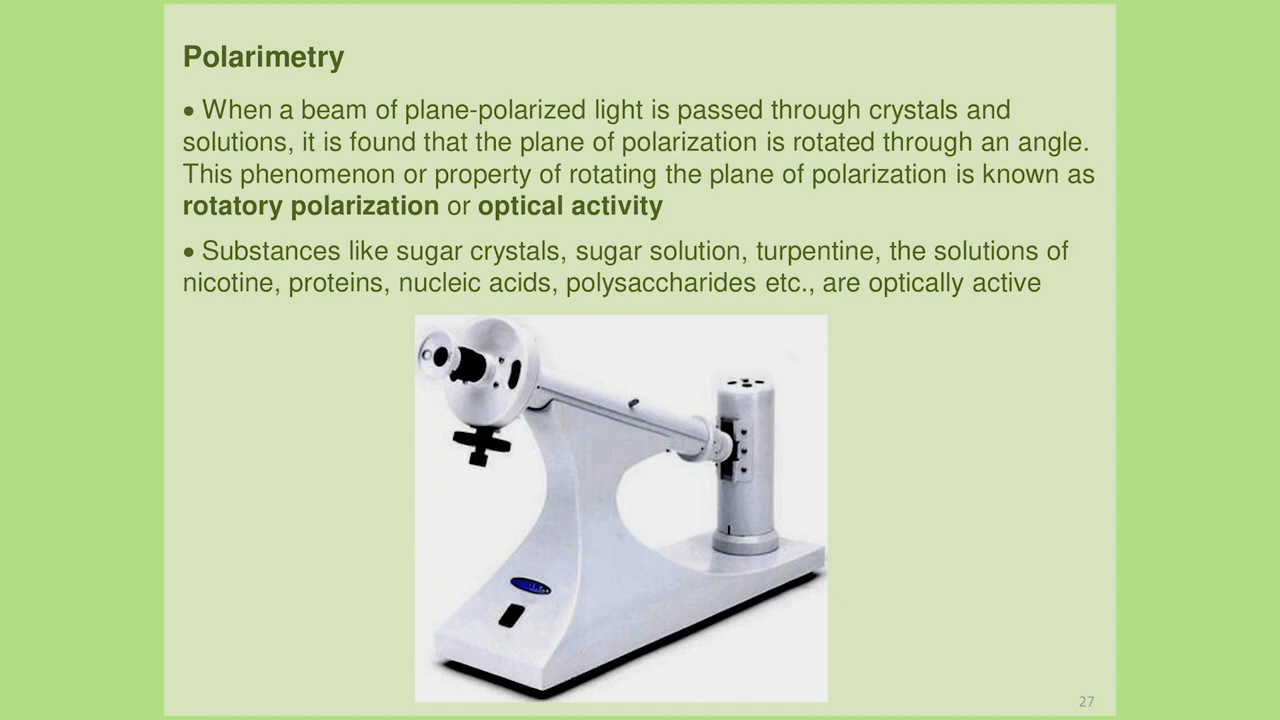 Polarimetry
• When a beam of plane-polarized light is passed through crystals and
solutions, it is found that the plane of polarization is rotated through an angle.
This phenomenon or property of rotating the plane of polarization is known as
rotatory polarization or optical activity
• Substances like sugar crystals, sugar solution, turpentine, the solutions of
nicotine, proteins, nucleic acids, polysaccharides etc., are optically active
27